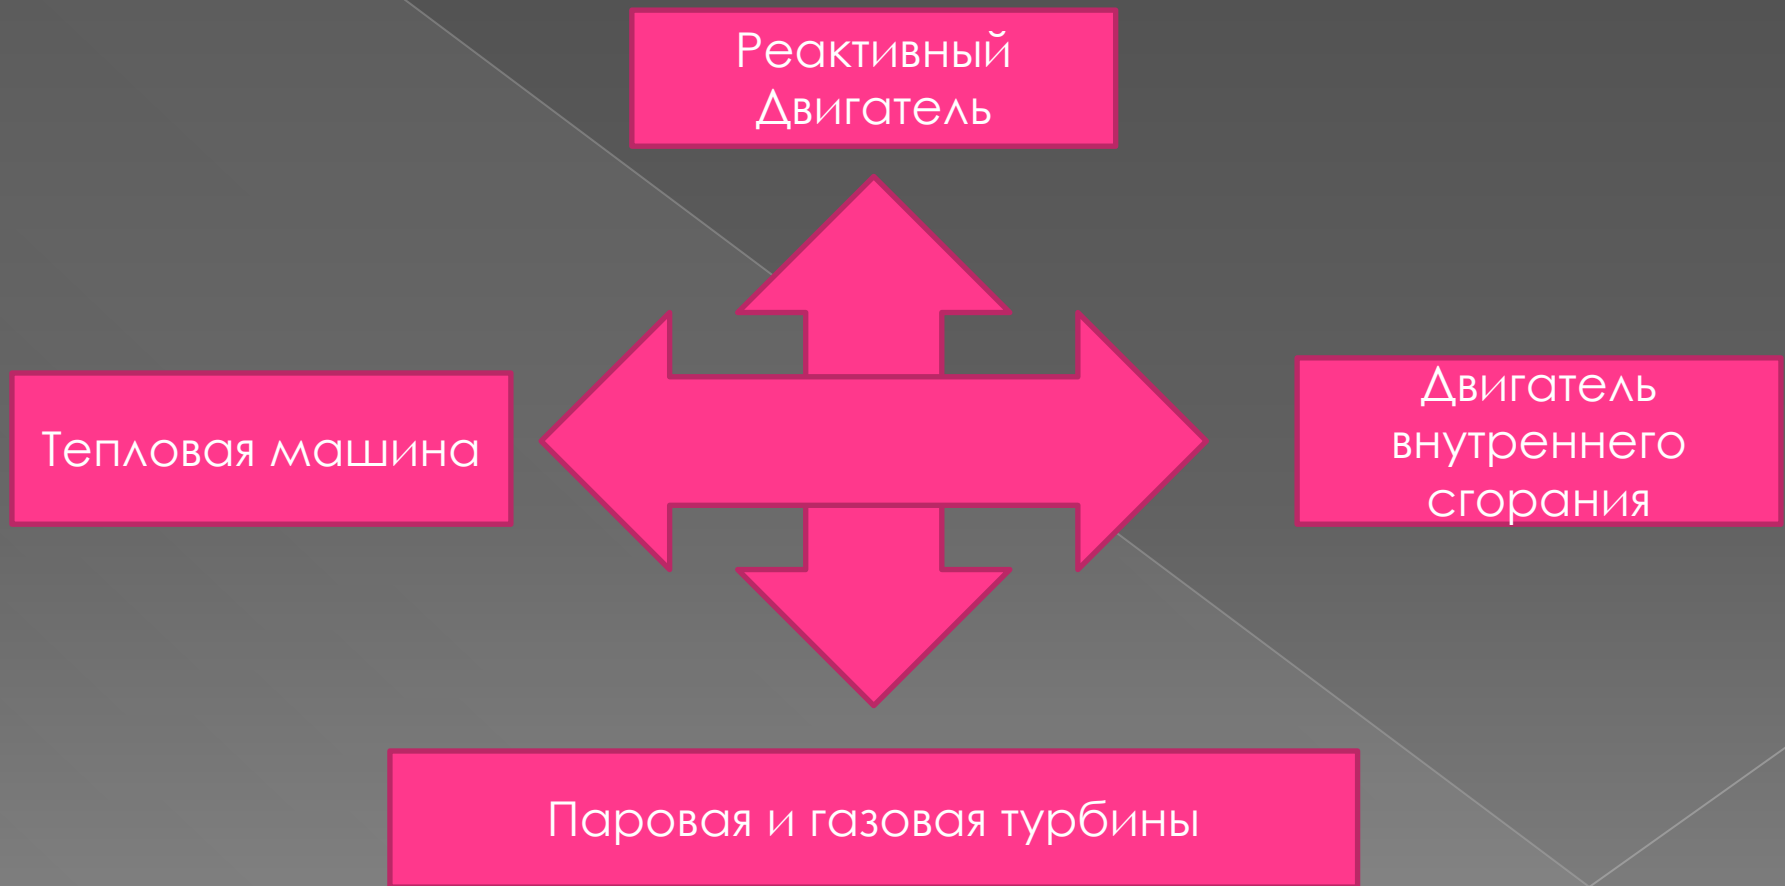 Реактивный
Двигатель
Тепловая машина
Двигатель
внутреннего
сгорания
Паровая и газовая турбины